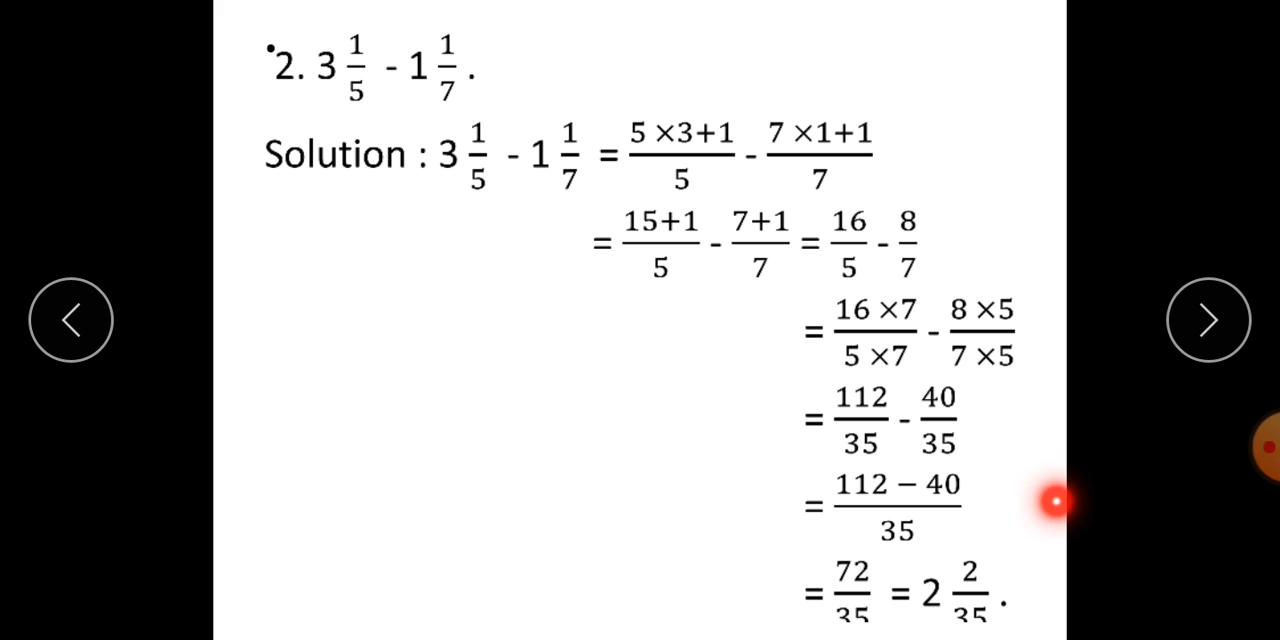 2. 3 1/5 - 1 1/7 .
Solution : 3 1/5 - 1 1/7 = 5 ×3+1/5 - 7 ×1+1/7
= 15+1/5 - 7+1/7 = 16/5 - 8/7
= 16 ×7/5 ×7 - 8 ×5/7 ×5
= 112/35 - 40/35
= 112 − 40/35
= 72/35 = 2 2/35 .